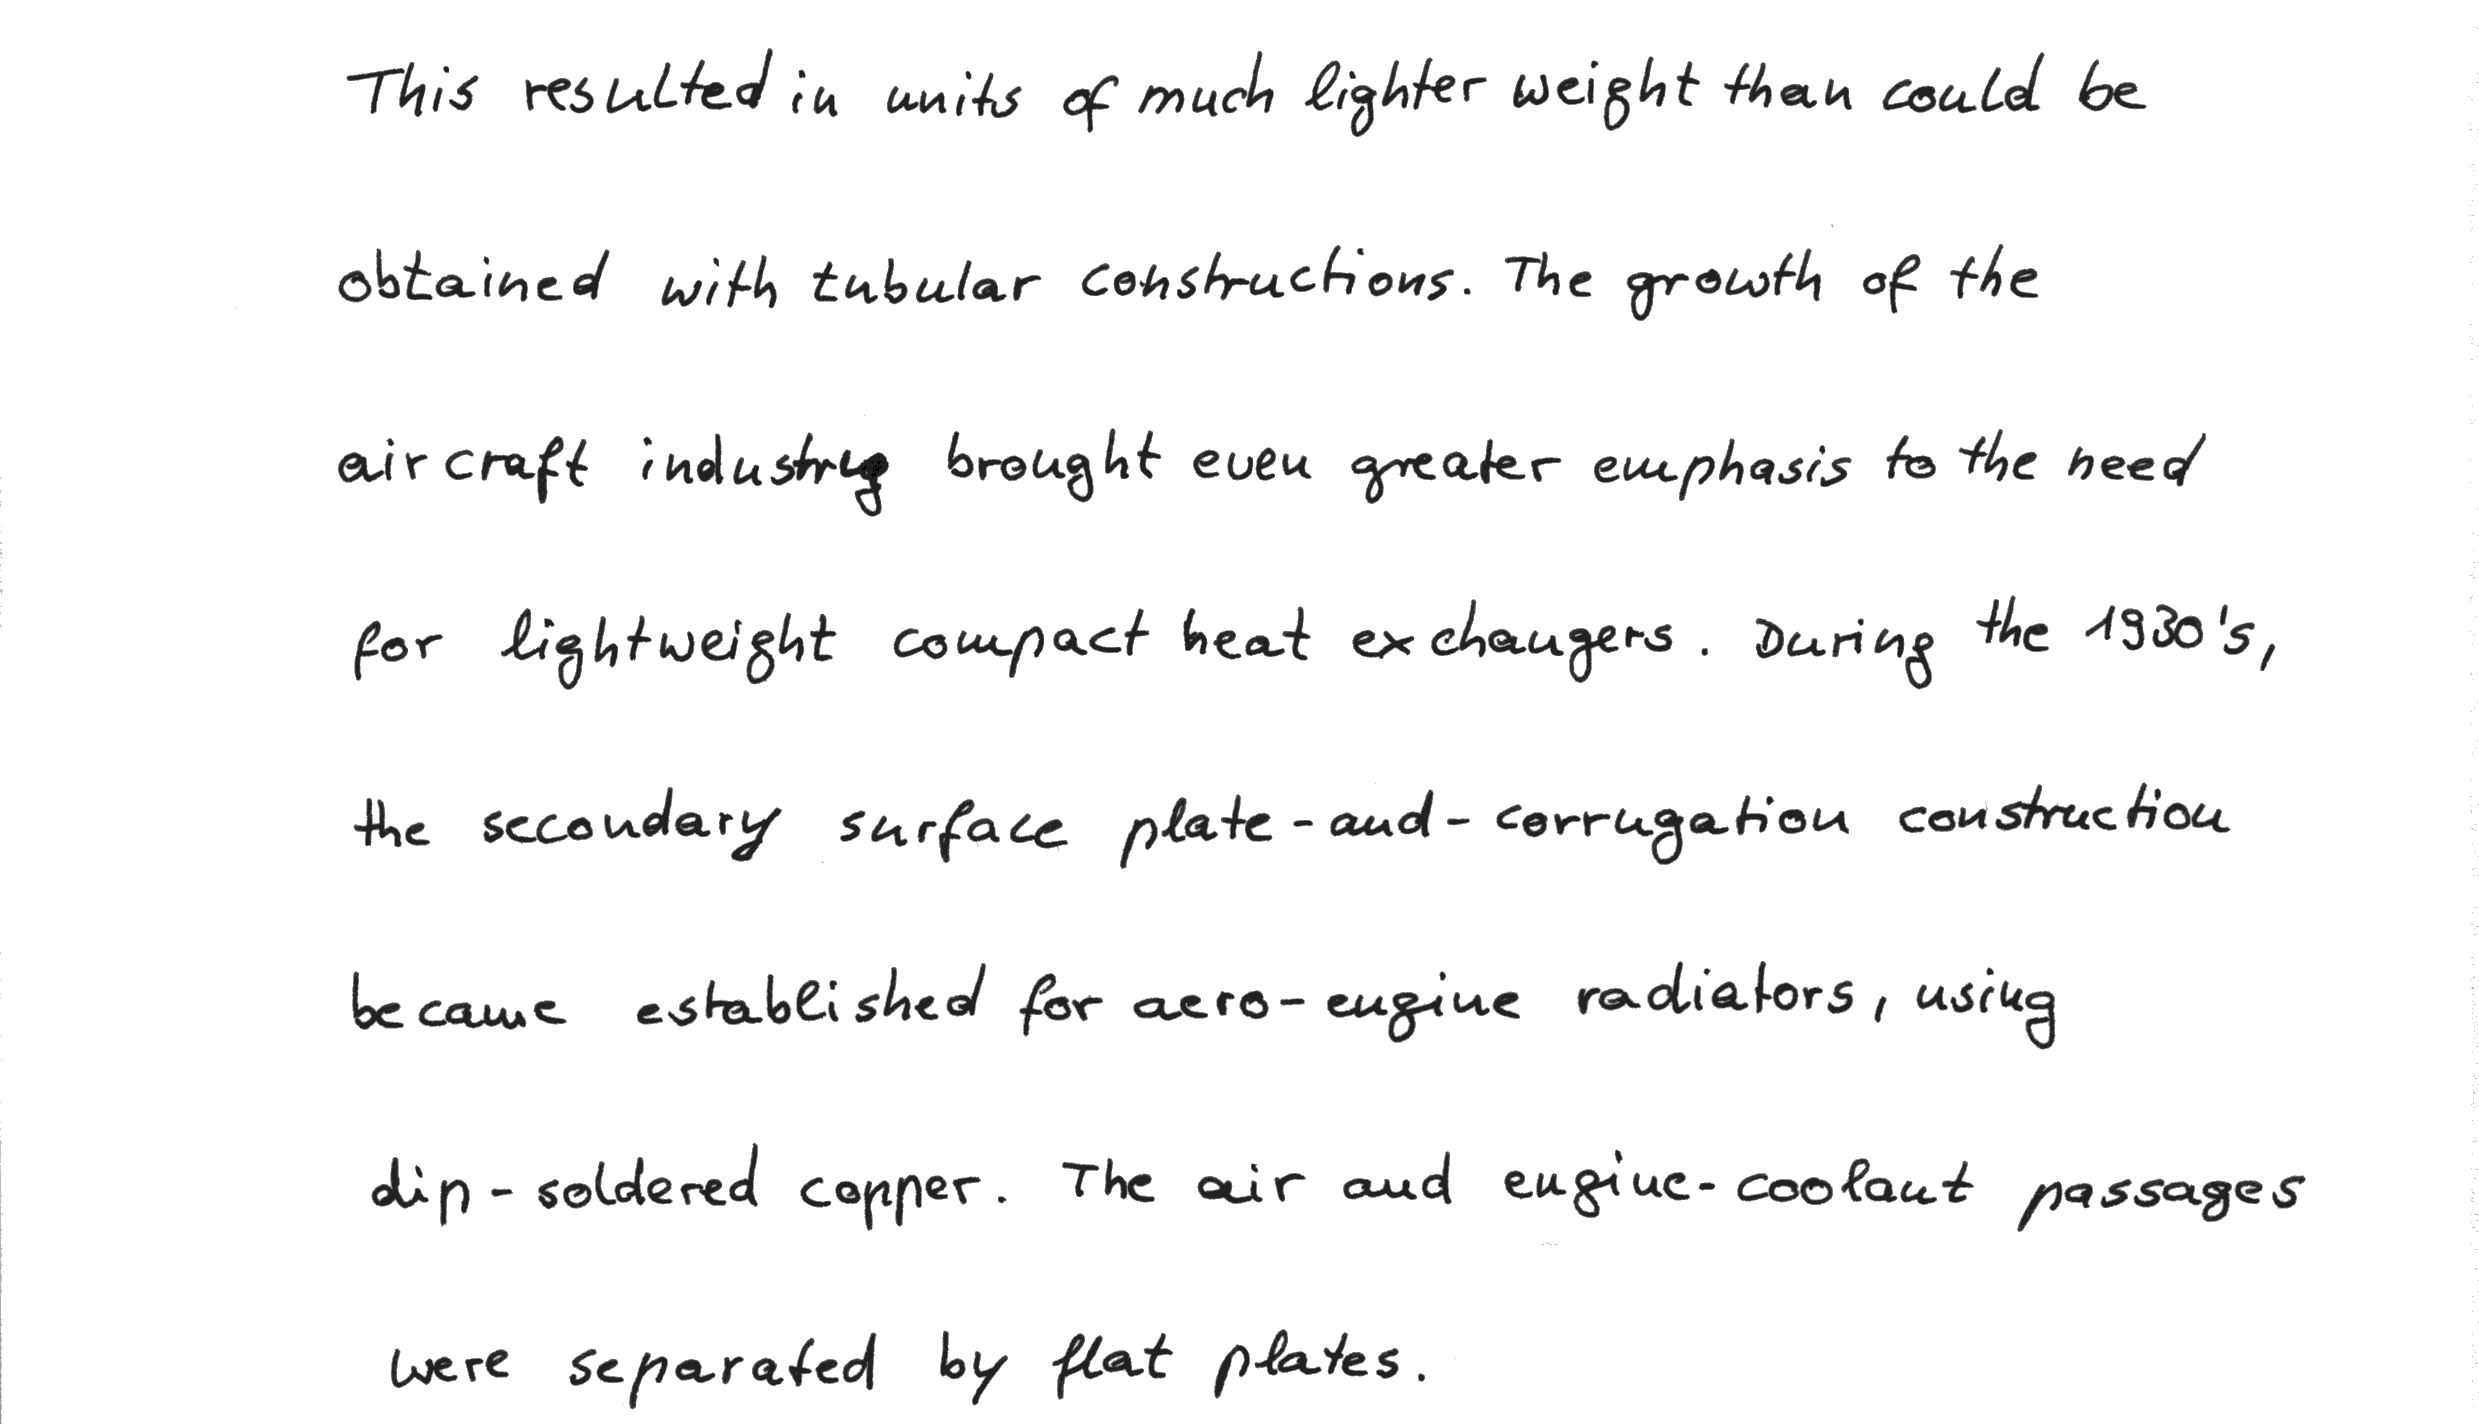 This resulted in units of much lighter weight than could be
obtained with tubular constructions. The growth of the
aircraft industry brought even greater emphasis to the need
for lightweight compact heat exchangers. During the 1930's,
the secondary surface plate-and-corrugation construction
became established for aero-engine radiators, using
dip-soldered copper. The air and engine-coolant passages
were separated by flat plates.